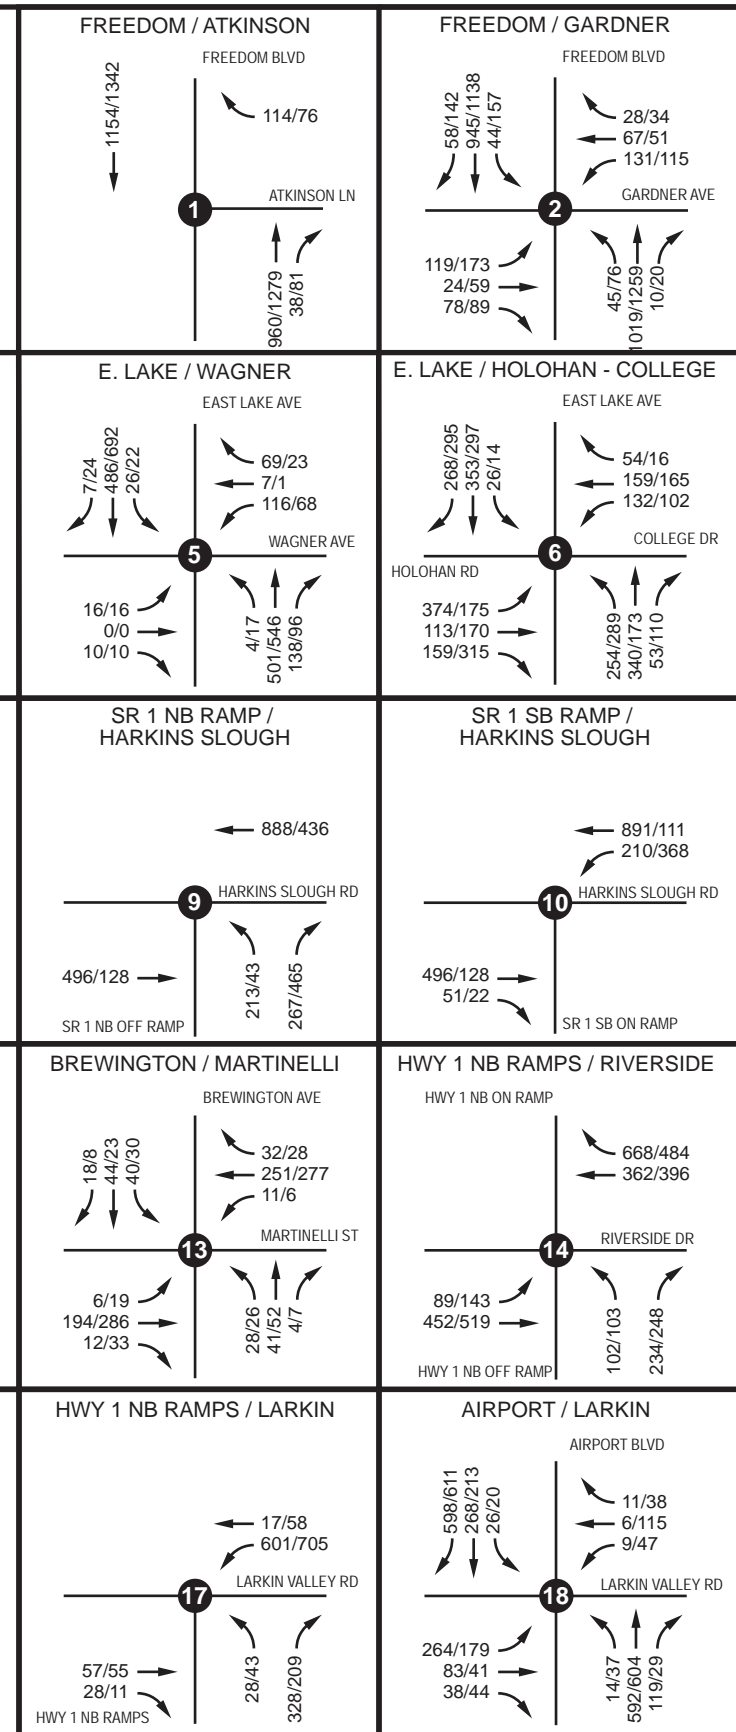 FREEDOM / ATKINSON
FREEDOM BLVD
1154/1342
114/76
ATKINSON LN
1
960/1279
38/81
FREEDOM / GARDNER
FREEDOM BLVD
58/142
945/1138
44/157
28/34
67/51
131/115
GARDNER AVE
2
119/173
24/59
78/89
45/76
1019/1259
10/20
E. LAKE / WAGNER
EAST LAKE AVE
7/24
486/692
26/22
69/23
7/1
116/68
WAGNER AVE
5
16/16
0/0
10/10
4/17
501/546
138/96
E. LAKE / HOLOHAN - COLLEGE
EAST LAKE AVE
268/295
353/297
26/14
54/16
159/165
132/102
COLLEGE DR
6
HOLOHAN RD
374/175
113/170
159/315
254/289
340/173
53/110
SR 1 NB RAMP /
HARKINS SLOUGH
888/436
HARKINS SLOUGH RD
9
496/128
213/43
267/465
SR 1 NB OFF RAMP
SR 1 SB RAMP /
HARKINS SLOUGH
891/111
210/368
HARKINS SLOUGH RD
10
496/128
51/22
SR 1 SB ON RAMP
BREWINGTON / MARTINELLI
BREWINGTON AVE
18/8
44/23
40/30
32/28
251/277
11/6
MARTINELLI ST
13
6/19
194/286
12/33
28/26
41/52
4/7
HWY 1 NB RAMPS / RIVERSIDE
HWY 1 NB ON RAMP
668/484
362/396
RIVERSIDE DR
14
89/143
452/519
102/103
234/248
HWY 1 NB OFF RAMP
HWY 1 NB RAMPS / LARKIN
17/58
601/705
LARKIN VALLEY RD
17
57/55
28/11
28/43
328/209
HWY 1 NB RAMPS
AIRPORT / LARKIN
AIRPORT BLVD
598/611
268/213
26/20
11/38
6/115
9/47
LARKIN VALLEY RD
18
264/179
83/41
38/44
14/37
592/604
119/29